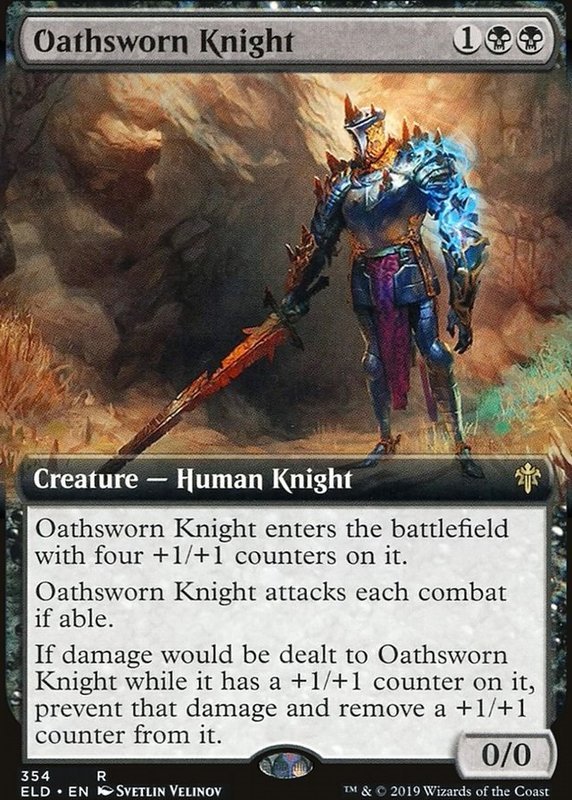 Oathsworn Knight 1
Creature — Human Knight
Oathsworn Knight enters the battlefield
with four +1/+1 counters on it.
Oathsworn Knight attacks each combat
if able.
If damage would be dealt to Oathsworn
Knight while it has a +1/+1 counter on it,
prevent that damage and remove a +1/+1
counter from it.
0/0
354 R
ELD • EN SVETLIN VELINOV
™ & © 2019 Wizards of the Coast